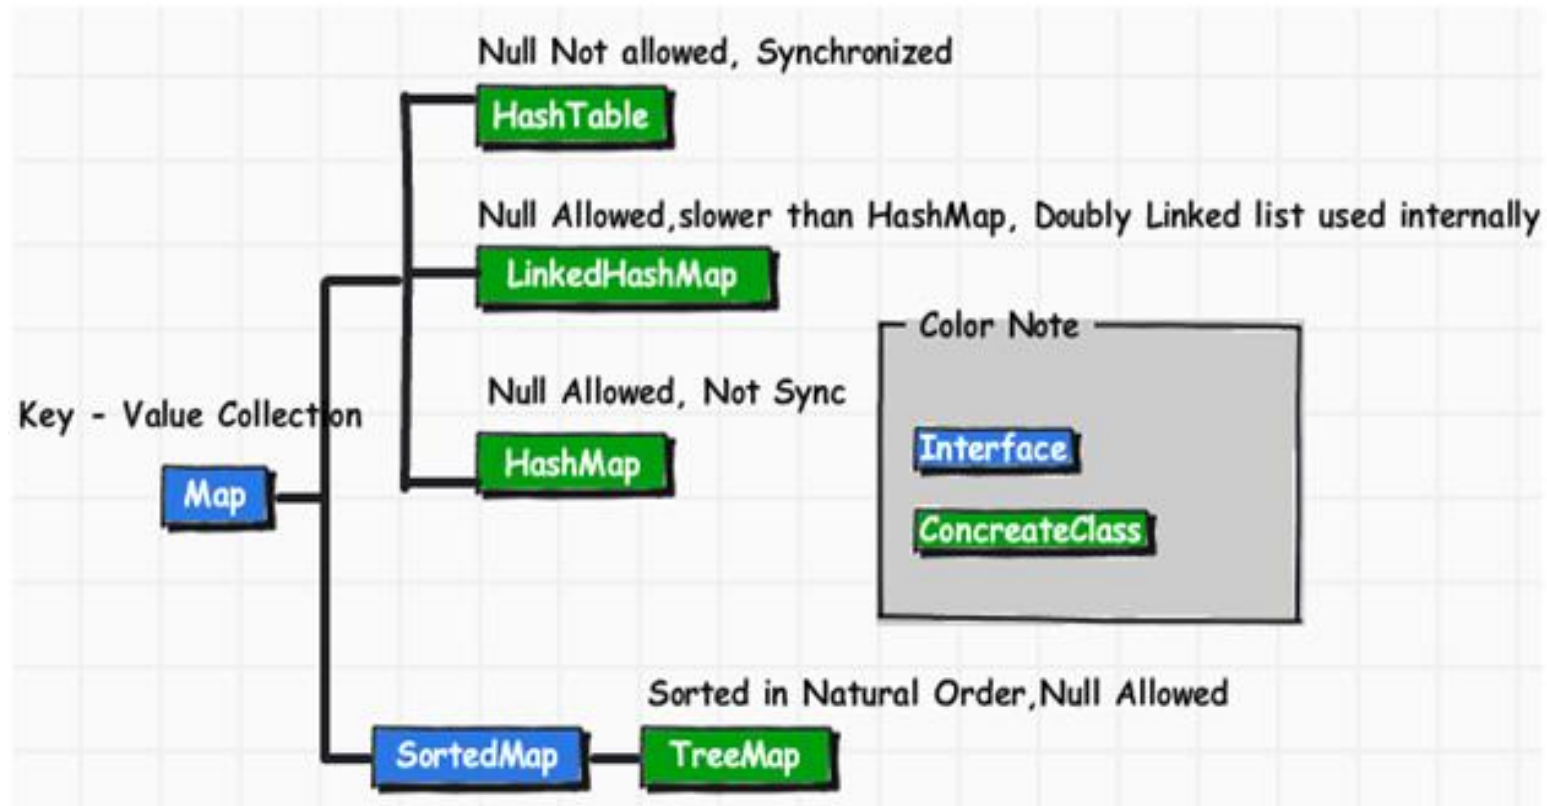 Null Not allowed, Synchronized
HashTable
Null Allowed,slower than HashMap, Doubly Linked list used internally
LinkedHashMap
Color Note
Null Allowed, Not Sync
Key - Value Collection
Interface
HashMap
Map
ConcreateClass
Sorted in Natural Order,Null Allowed
SortedMap
TreeMap